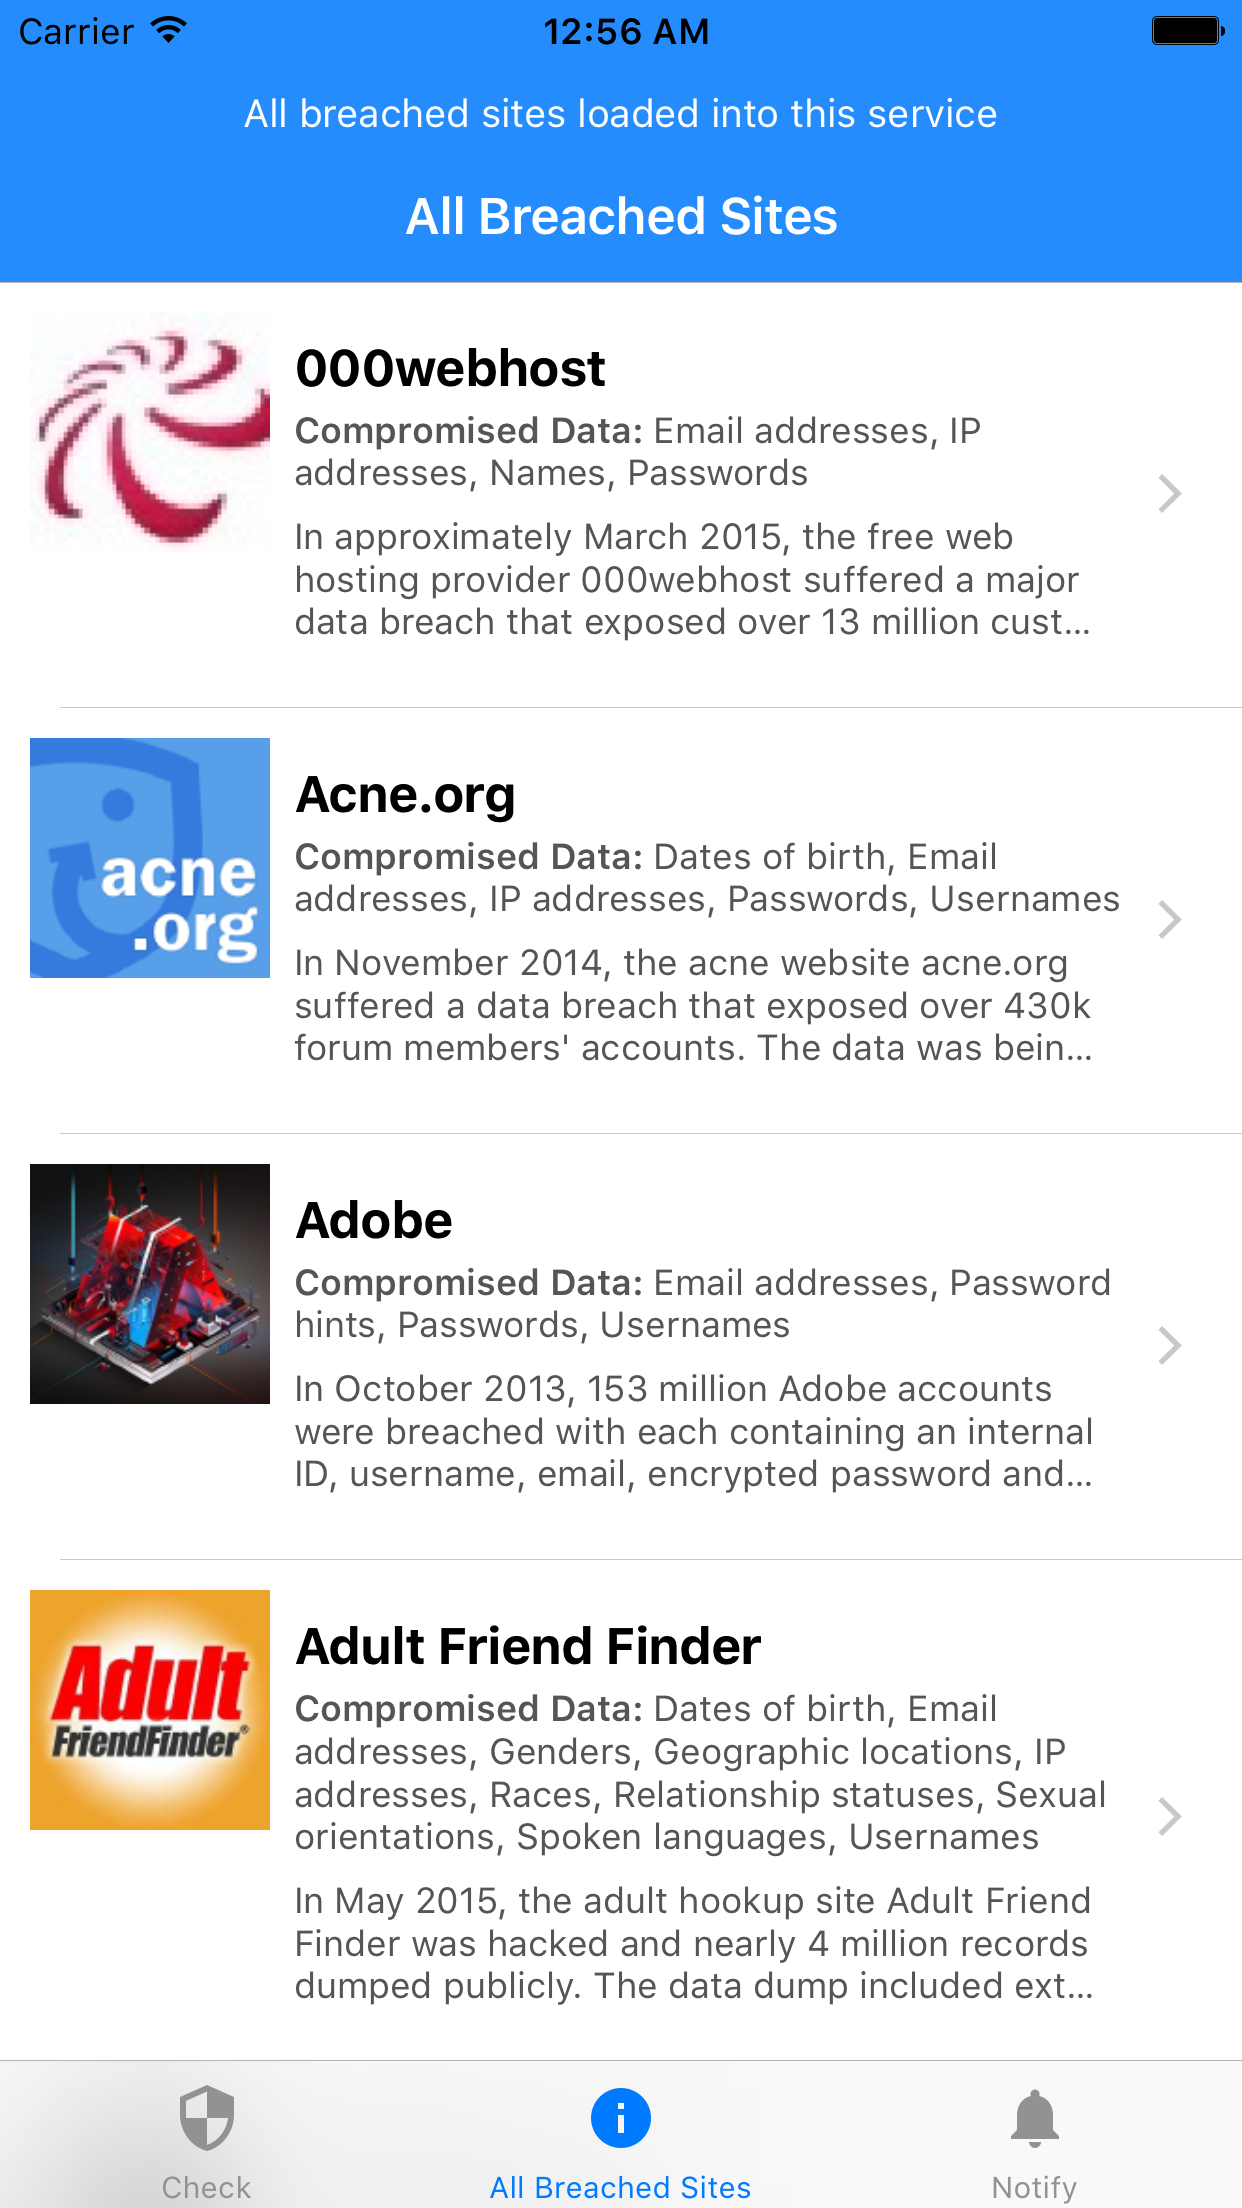 Carrier 12:56 AM
All breached sites loaded into this service
All Breached Sites
000webhost
Compromised Data: Email addresses, IP
addresses, Names, Passwords
In approximately March 2015, the free web
hosting provider 000webhost suffered a major
data breach that exposed over 13 million cust...
acne
.org
Acne.org
Compromised Data: Dates of birth, Email
addresses, IP addresses, Passwords, Usernames
In November 2014, the acne website acne.org
suffered a data breach that exposed over 430k
forum members' accounts. The data was bein...
Adobe
Compromised Data: Email addresses, Password
hints, Passwords, Usernames
In October 2013, 153 million Adobe accounts
were breached with each containing an internal
ID, username, email, encrypted password and...
Adult
FriendFinder®
Adult Friend Finder
Compromised Data: Dates of birth, Email
addresses, Genders, Geographic locations, IP
addresses, Races, Relationship statuses, Sexual
orientations, Spoken languages, Usernames
In May 2015, the adult hookup site Adult Friend
Finder was hacked and nearly 4 million records
dumped publicly. The data dump included ext...
Check All Breached Sites Notify